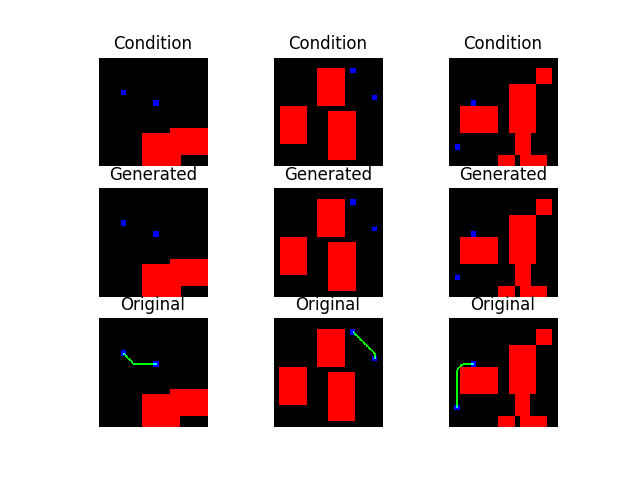 Condition Condition Condition
Generated Generated Generated
Original Original Original